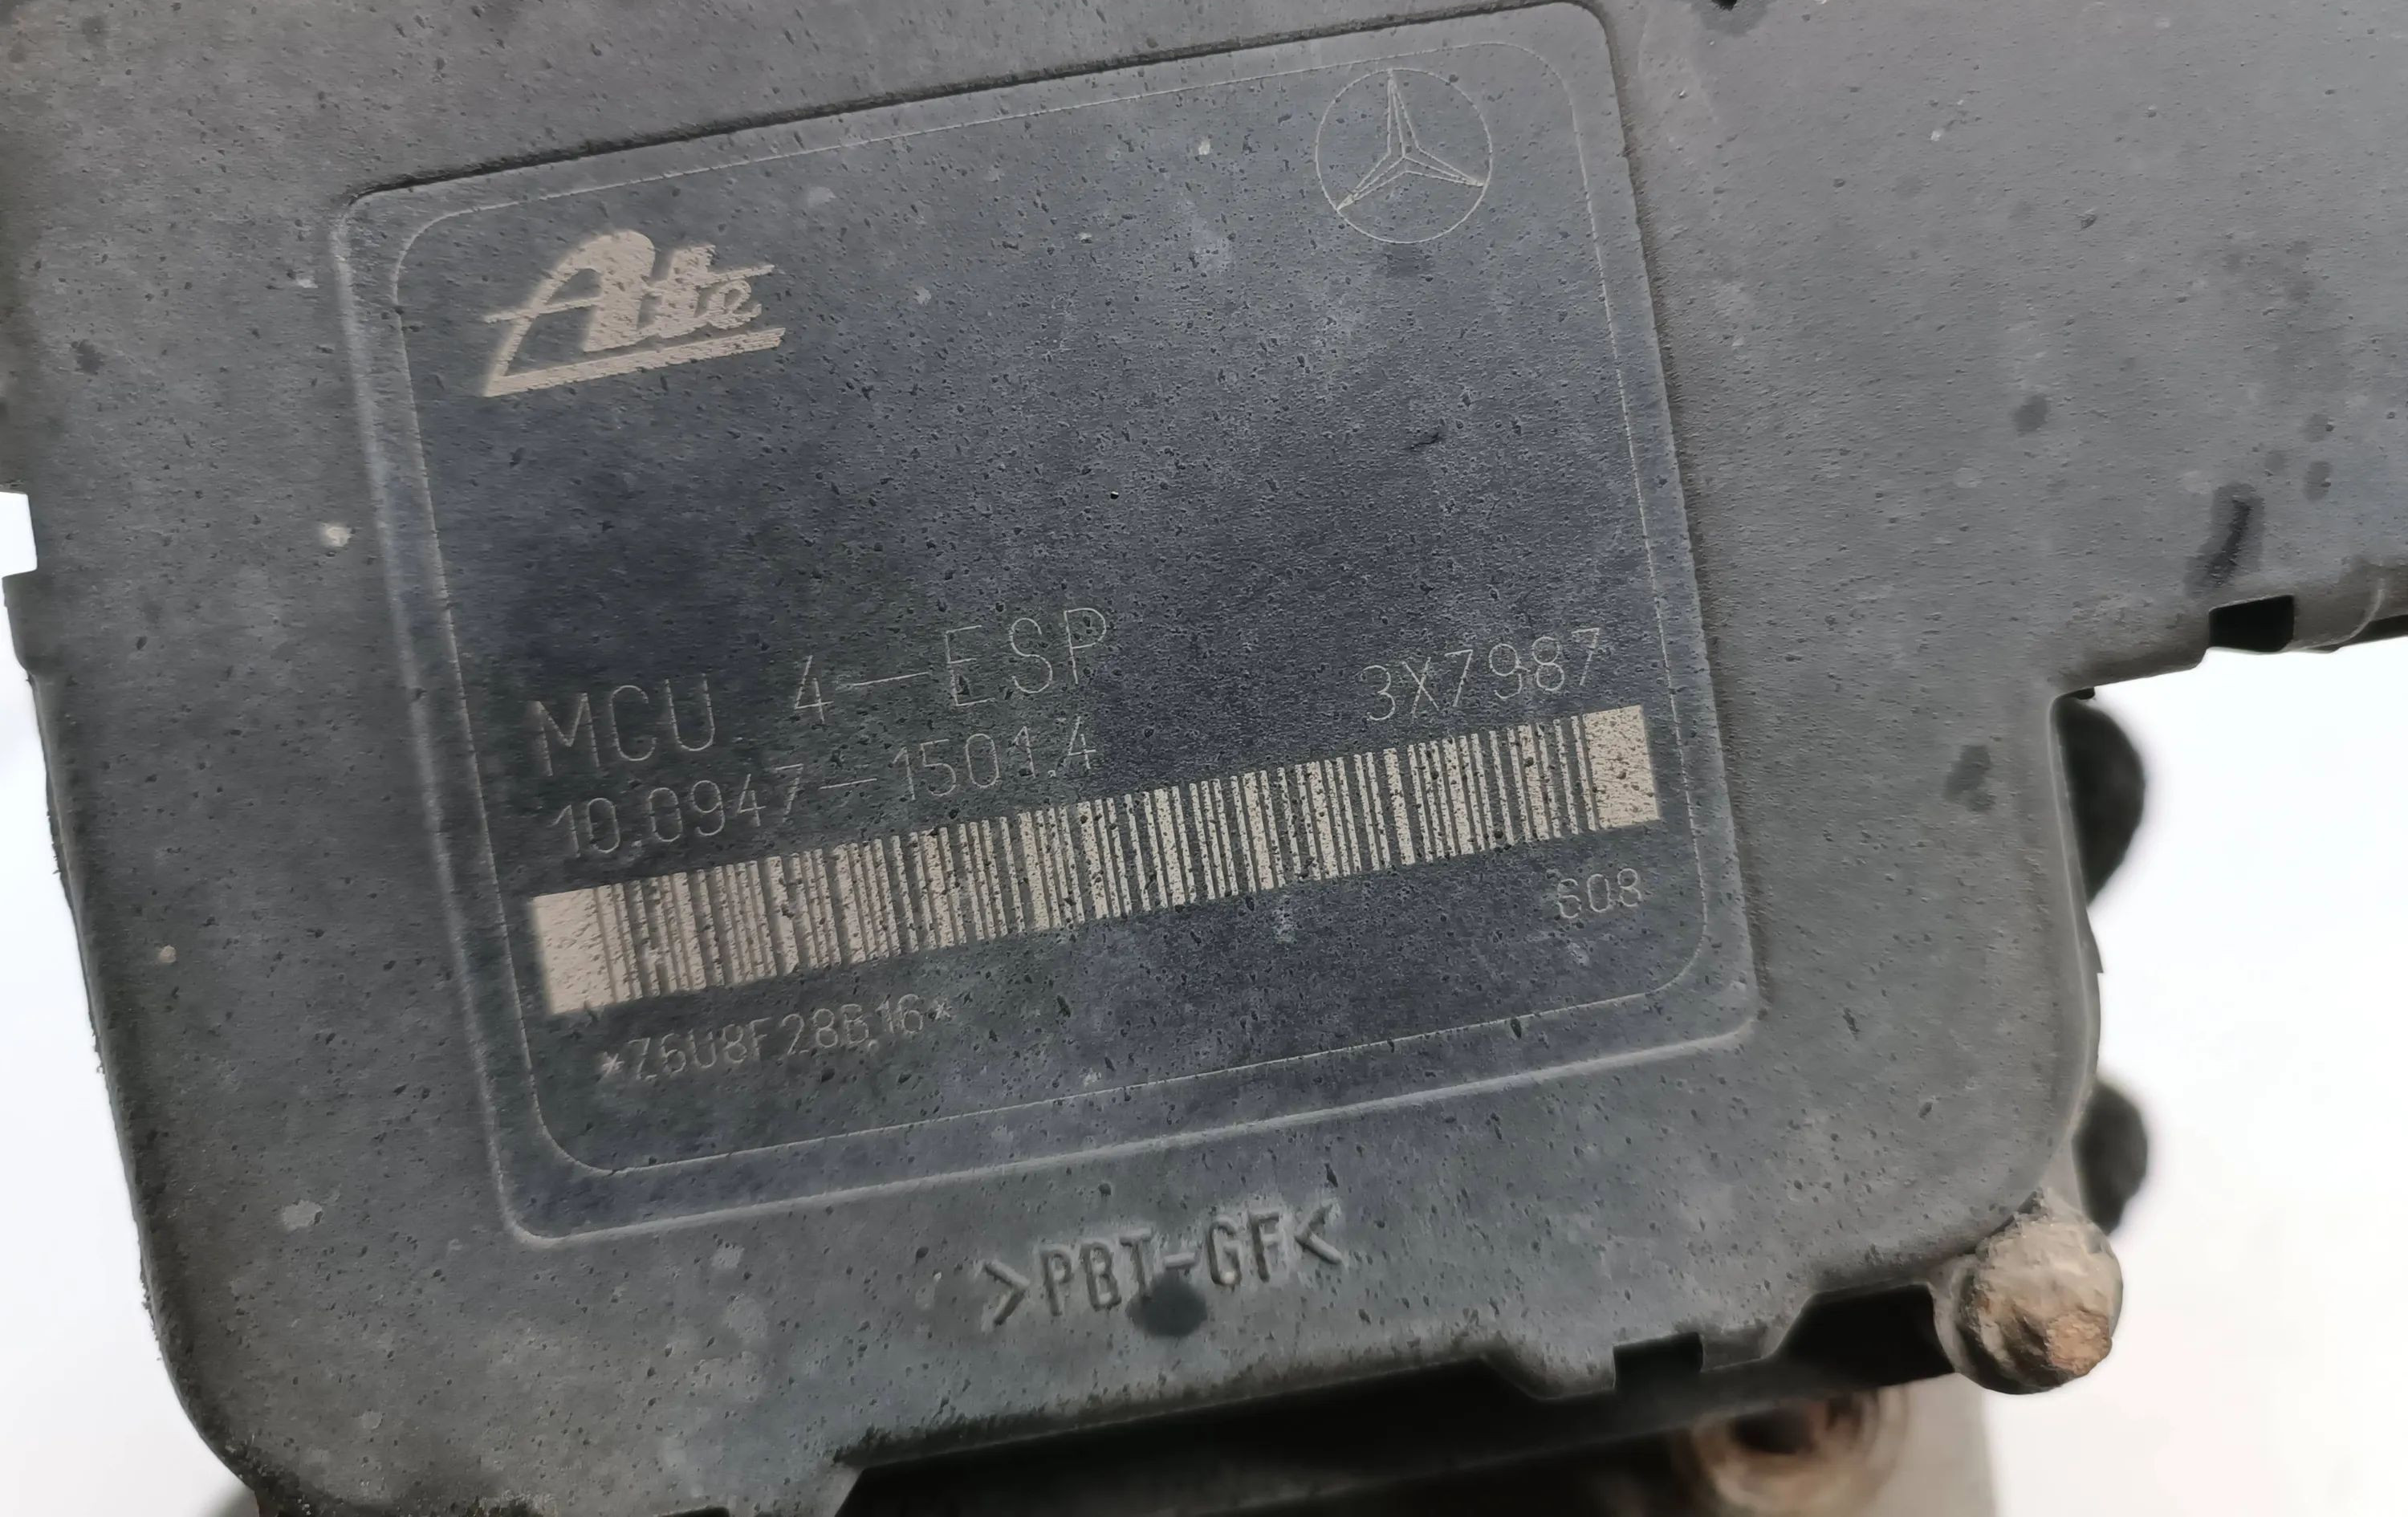 Ate
MCU 4-ESP
10.0947-1501.4 3X7987
608
*Z6U8F28B16*
>PBT-GF<